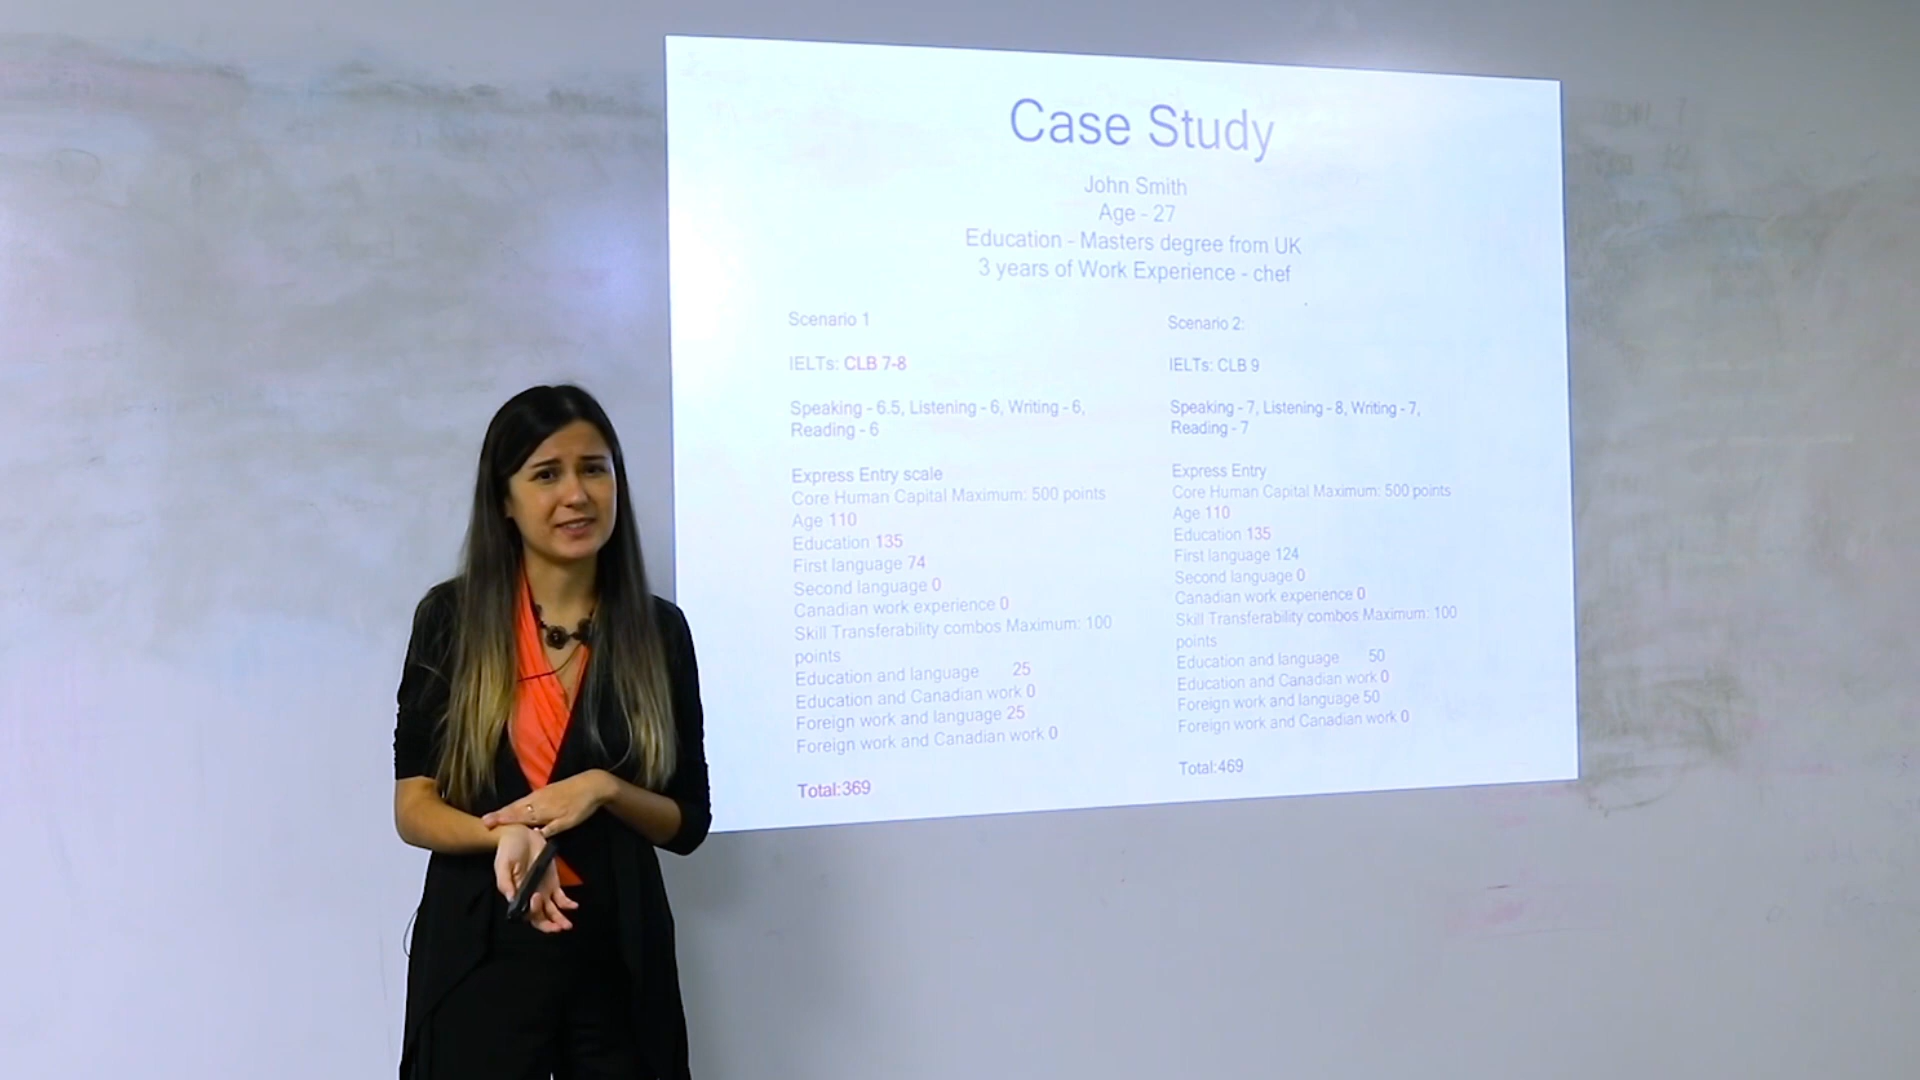 Case Study
John Smith
Age - 27
Education - Masters degree from UK
3 years of Work Experience - chef
Scenario 1
IELTs: CLB 7-8
Speaking - 6.5, Listening - 6, Writing - 6,
Reading - 6
Express Entry scale
Core Human Capital Maximum: 500 points
Age 110
Education 135
First language 74
Second language 0
Canadian work experience 0
Skill Transferability combos Maximum: 100
points
Education and language 25
Education and Canadian work 0
Foreign work and language 25
Foreign work and Canadian work 0
Total:369
Scenario 2:
IELTs: CLB 9
Speaking - 7, Listening - 8, Writing - 7,
Reading - 7
Express Entry
Core Human Capital Maximum: 500 points
Age 110
Education 135
First language 124
Second language 0
Canadian work experience 0
Skill Transferability combos Maximum: 100
points
Education and language 50
Education and Canadian work 0
Foreign work and language 50
Foreign work and Canadian work 0
Total:469